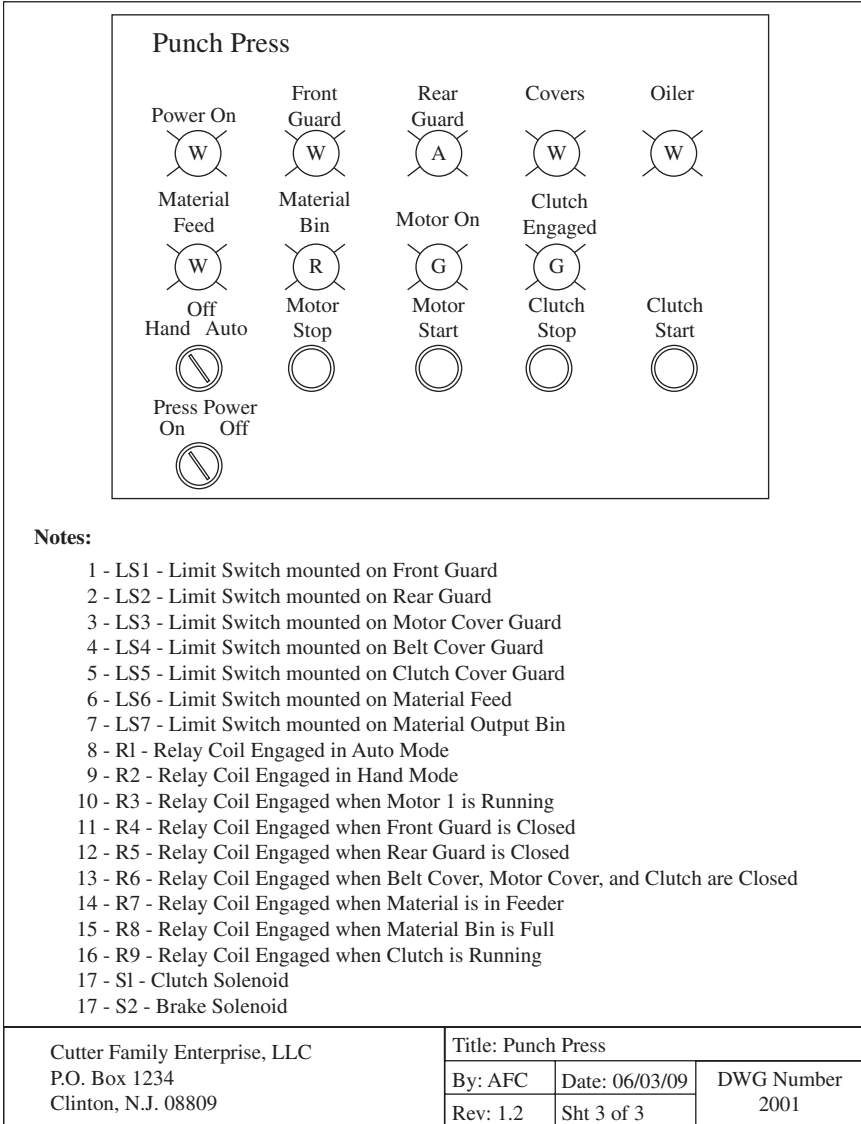 Punch Press
Front Rear Covers Oiler
Power On Guard Guard
W W A W W
Material Material Clutch
Feed Bin Motor On Engaged
W R G G
Off Motor Motor Clutch Clutch
Hand Auto Stop Start Stop Start
Press Power
On Off
Notes:
1 - LS1 - Limit Switch mounted on Front Guard
2 - LS2 - Limit Switch mounted on Rear Guard
3 - LS3 - Limit Switch mounted on Motor Cover Guard
4 - LS4 - Limit Switch mounted on Belt Cover Guard
5 - LS5 - Limit Switch mounted on Clutch Cover Guard
6 - LS6 - Limit Switch mounted on Material Feed
7 - LS7 - Limit Switch mounted on Material Output Bin
8 - Rl - Relay Coil Engaged in Auto Mode
9 - R2 - Relay Coil Engaged in Hand Mode
10 - R3 - Relay Coil Engaged when Motor 1 is Running
11 - R4 - Relay Coil Engaged when Front Guard is Closed
12 - R5 - Relay Coil Engaged when Rear Guard is Closed
13 - R6 - Relay Coil Engaged when Belt Cover, Motor Cover, and Clutch are Closed
14 - R7 - Relay Coil Engaged when Material is in Feeder
15 - R8 - Relay Coil Engaged when Material Bin is Full
16 - R9 - Relay Coil Engaged when Clutch is Running
17 - Sl - Clutch Solenoid
17 - S2 - Brake Solenoid
Cutter Family Enterprise, LLC
P.O. Box 1234
Clinton, N.J. 08809
Title: Punch Press
By: AFC Date: 06/03/09 DWG Number
Rev: 1.2 Sht 3 of 3 2001